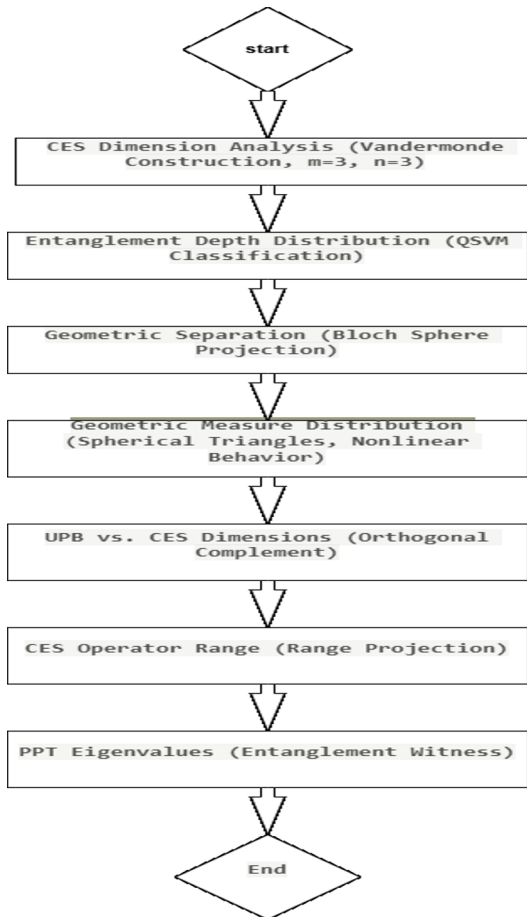 start
CES Dimension Analysis (Vandermonde
Construction, m=3, n=3)
Entanglement Depth Distribution (QSVM
Classification)
Geometric Separation (Bloch Sphere
Projection)
Geometric Measure Distribution
(Spherical Triangles, Nonlinear
Behavior)
UPB vs. CES Dimensions (Orthogonal
Complement)
CES Operator Range (Range Projection)
PPT Eigenvalues (Entanglement Witness)
End